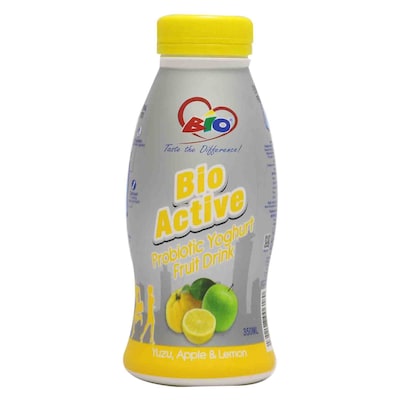 BiO
Taste the Difference!
Bio
Active
Probiotic Yoghurt
Fruit Drink
350ML
Yuzu, Apple & Lemon